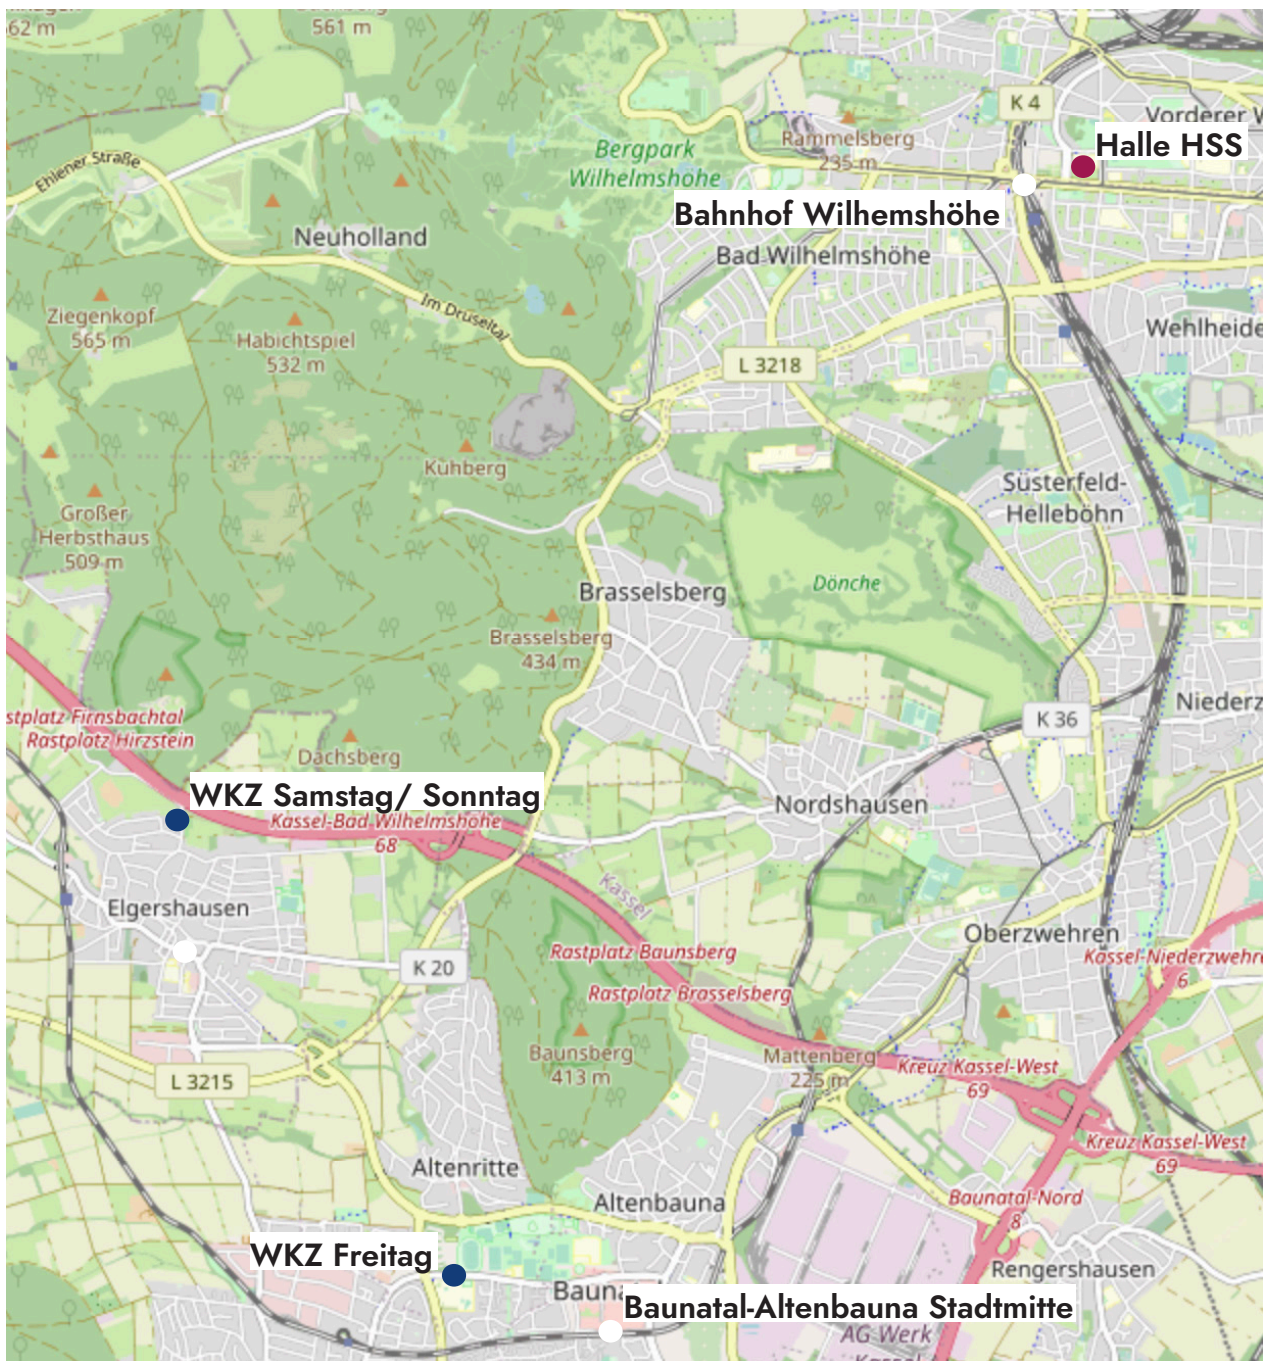 62 m
561 m
K 4
Vorderer W
Halle HSS
Rammelsberg
235 m
Ehlener Straße
Bergpark
Wilhelmshöhe
Bahnhof Wilhemshöhe
Neuholland
Bad Wilhelmshöhe
Im Druseltal
Ziegenkopf
565 m
Habichtspiel
532 m
Wehlheide
L 3218
Kuhberg
Süsterfeld-
Helleböhn
Großer
Herbsthaus
509 m
Dönche
Brasselsberg
Brasselsberg
434 m
Niederz
stplatz Firnsbachtal
Rastplatz Hirzstein
K 36
Dachsberg
WKZ Samstag/ Sonntag
Nordshausen
Kassel-Bad Wilhelmshöhe
68
Kassel
Elgershausen
Oberzwehren
Rastplatz Baunsberg
Kassel-Niederzwehre
6
K 20
Rastplatz Brasselsberg
Baunsberg
413 m
Mattenberg
225 m
Kreuz Kassel-West
69
L 3215
Kreuz Kassel-West
69
Altenritte
Altenbauna
Baunatal-Nord
8
WKZ Freitag
Rengershausen
Bauna
Baunatal-Altenbauna Stadtmitte
AG Werk
Kassel